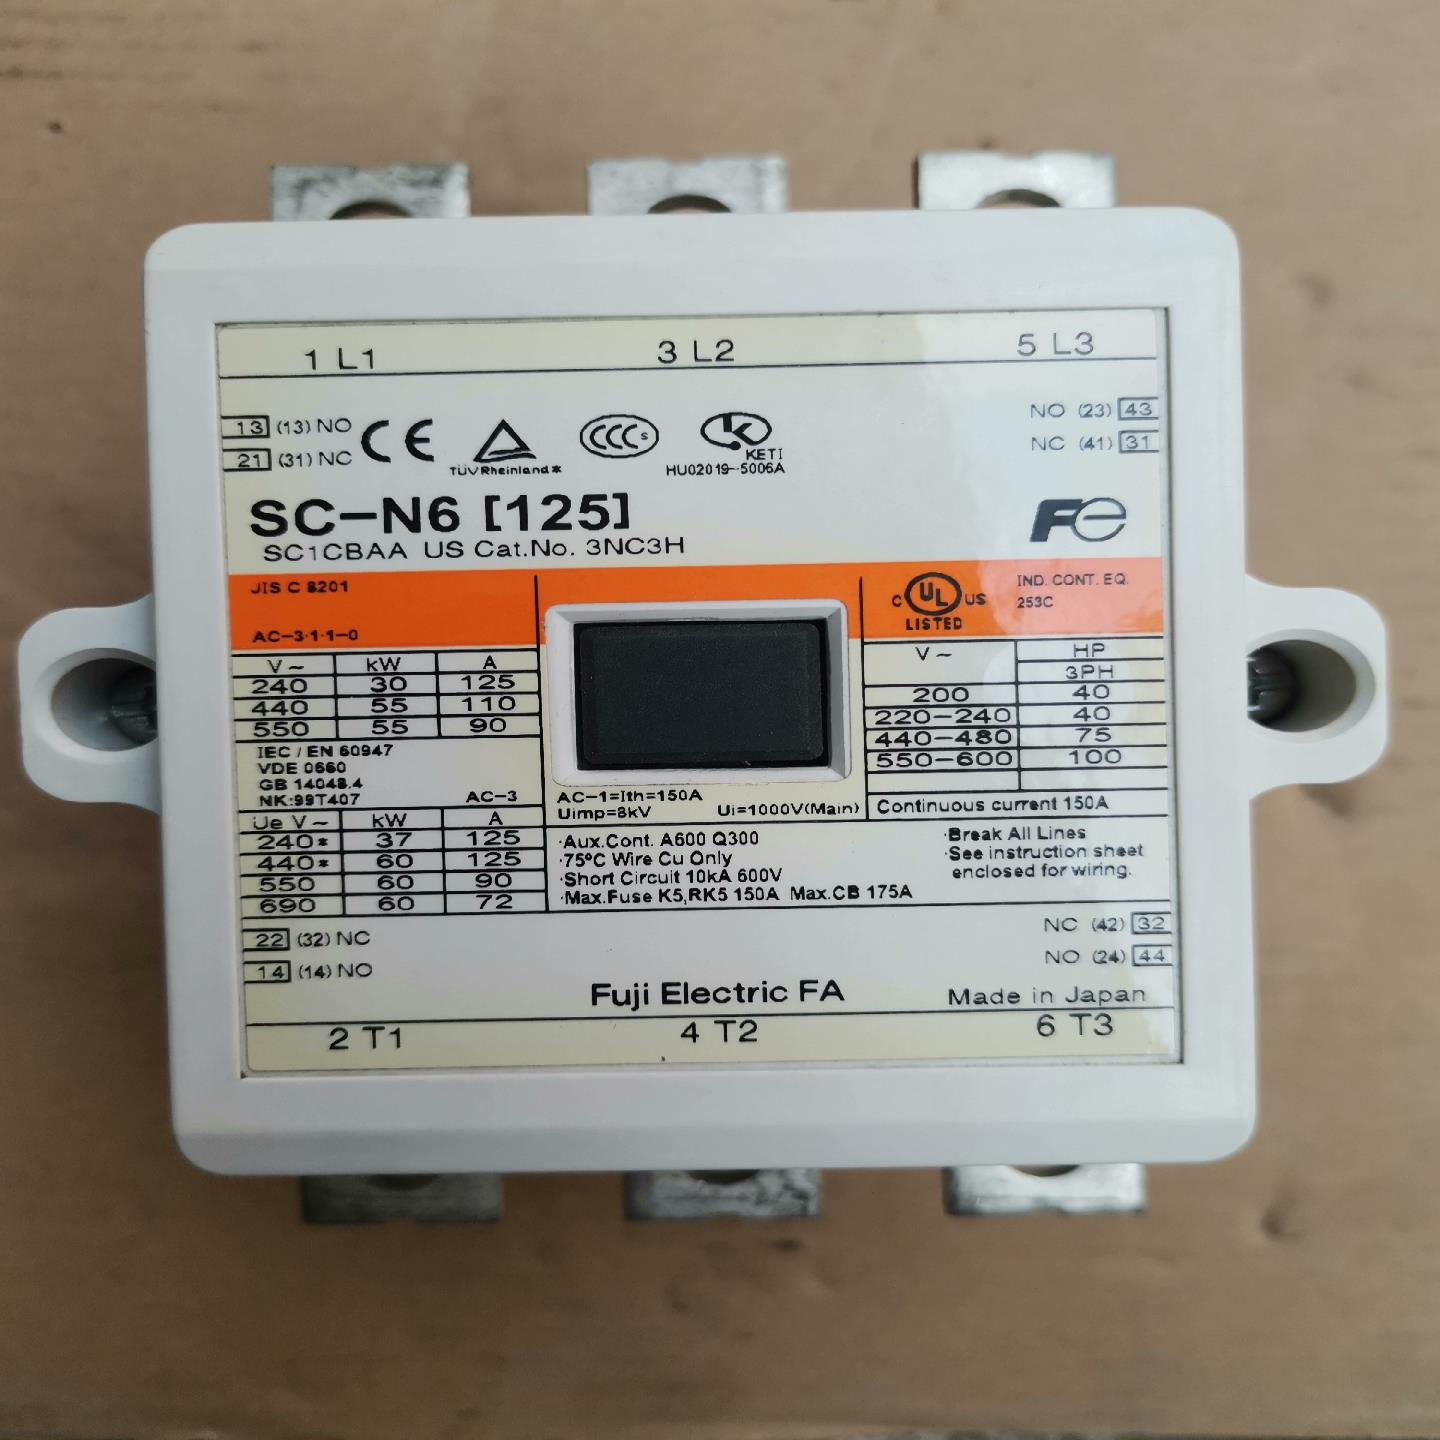 1 L1 3 L2 5 L3
13 (13) NO NO (23) 43
21 (31) NC NC (41) 31
CE
TÜVRheinland*
CCC S
K
KETI
HU02019-5006A
SC-N6 [125]
Fe
SC1CBAA US Cat.No. 3NC3H
JIS C 8201
AC-3·1·1-0
C UL US
LISTED
IND. CONT. EQ.
253C
V~ kW A
240 30 125
440 55 110
550 55 90
IEC / EN 60947
VDE 0660
GB 14048.4
NK:99T407 AC-3
Ue V~ kW A
240* 37 125
440* 60 125
550 60 90
690 60 72
AC-1=Ith=150A
Uimp=8kV Ui=1000V(Main)
V~ HP
3PH
200 40
220-240 40
440-480 75
550-600 100
Continuous current 150A
·Aux.Cont. A600 Q300
·75°C Wire Cu Only
·Short Circuit 10kA 600V
·Max.Fuse K5,RK5 150A Max.CB 175A
·Break All Lines
·See instruction sheet
enclosed for wiring.
22 (32) NC NC (42) 32
14 (14) NO NO (24) 44
Fuji Electric FA Made in Japan
2 T1 4 T2 6 T3